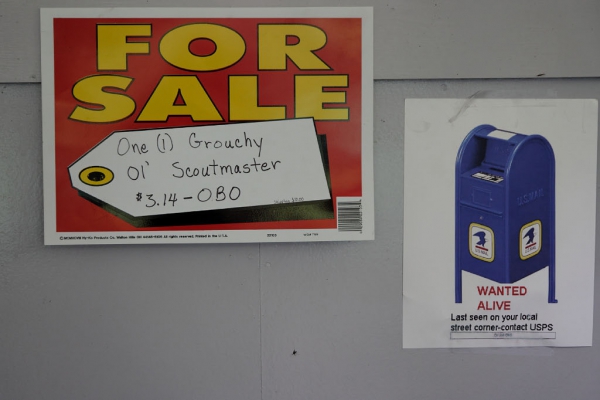 FOR
SALE
One (1) Grouchy
Ol' Scoutmaster
$3.14 - OBO
WANTED
ALIVE
Last seen on your local
street corner-contact USPS